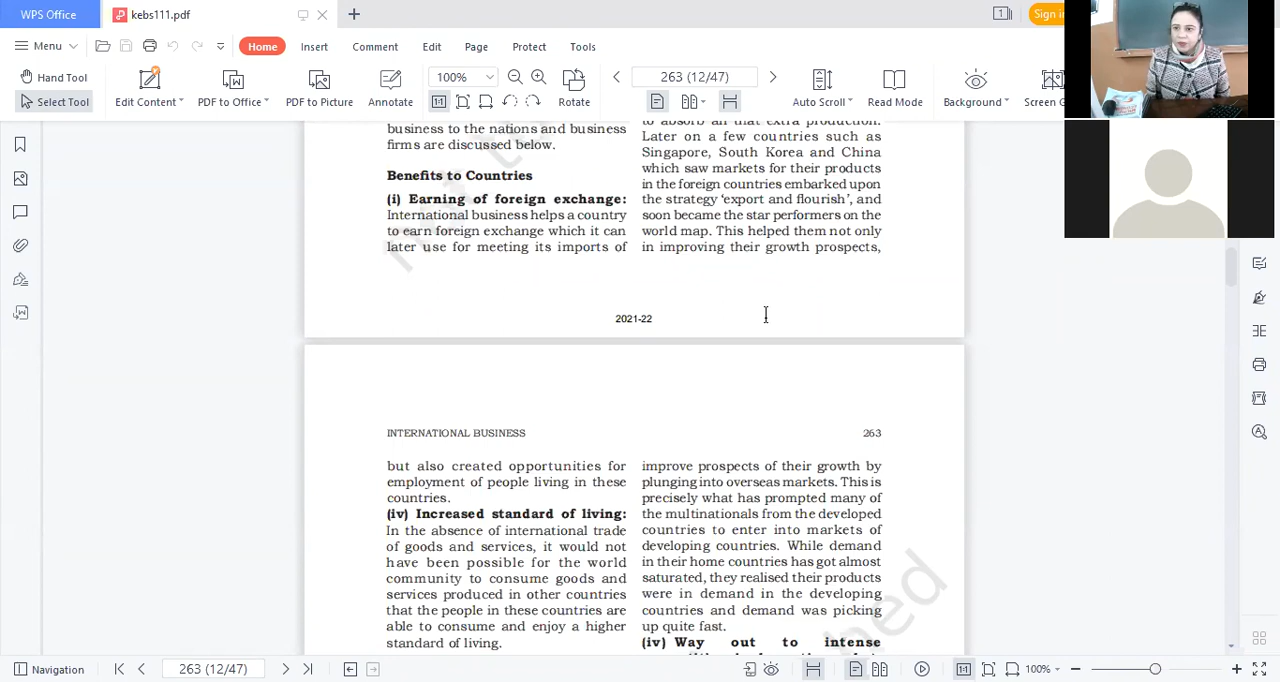 WPS Office
kebs111.pdf
1
Sign in
Menu
Home
Insert
Comment
Edit
Page
Protect
Tools
Hand Tool
Select Tool
Edit Content
PDF to Office
PDF to Picture
Annotate
100%
1:1
Rotate
263 (12/47)
Auto Scroll
Read Mode
Background
Screen G
business to the nations and business
firms are discussed below.
Benefits to Countries
(i) Earning of foreign exchange:
International business helps a country
to earn foreign exchange which it can
later use for meeting its imports of
to absorb all that extra production.
Later on a few countries such as
Singapore, South Korea and China
which saw markets for their products
in the foreign countries embarked upon
the strategy ‘export and flourish’, and
soon became the star performers on the
world map. This helped them not only
in improving their growth prospects,
2021-22
INTERNATIONAL BUSINESS
263
but also created opportunities for
employment of people living in these
countries.
(iv) Increased standard of living:
In the absence of international trade
of goods and services, it would not
have been possible for the world
community to consume goods and
services produced in other countries
that the people in these countries are
able to consume and enjoy a higher
standard of living.
improve prospects of their growth by
plunging into overseas markets. This is
precisely what has prompted many of
the multinationals from the developed
countries to enter into markets of
developing countries. While demand
in their home countries has got almost
saturated, they realised their products
were in demand in the developing
countries and demand was picking
up quite fast.
(iv) Way out to intense
Navigation
263 (12/47)
1:1
100%